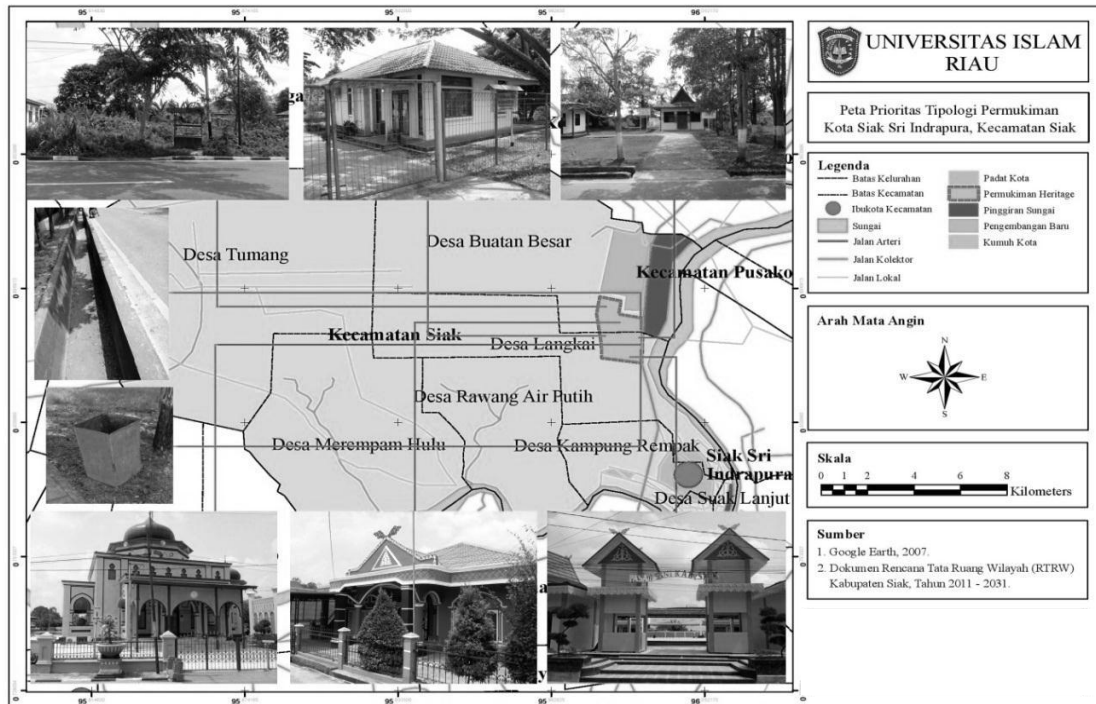 UNIVERSITAS ISLAM
RIAU
Peta Prioritas Tipologi Permukiman
Kota Siak Sri Indrapura, Kecamatan Siak
Legenda
Batas Kelurahan
Batas Kecamatan
Ibukota Kecamatan
Sungai
Jalan Arteri
Jalan Kolektor
Jalan Lokal
Padat Kota
Permukiman Heritage
Pinggiran Sungai
Pengembangan Baru
Kumuh Kota
Arah Mata Angin
N
W E
S
Skala
0 1 2 4 6 8
Kilometers
Sumber
1. Google Earth, 2007.
2. Dokumen Rencana Tata Ruang Wilayah (RTRW)
Kabupaten Siak, Tahun 2011 - 2031.
Desa Tumang
Desa Buatan Besar
Kecamatan Pusako
Kecamatan Siak
Desa Langkai
Desa Rawang Air Putih
Desa Merempam Hulu
Desa Kampung Rempak
Siak Sri
Indrapura
Desa Suak Lanjut